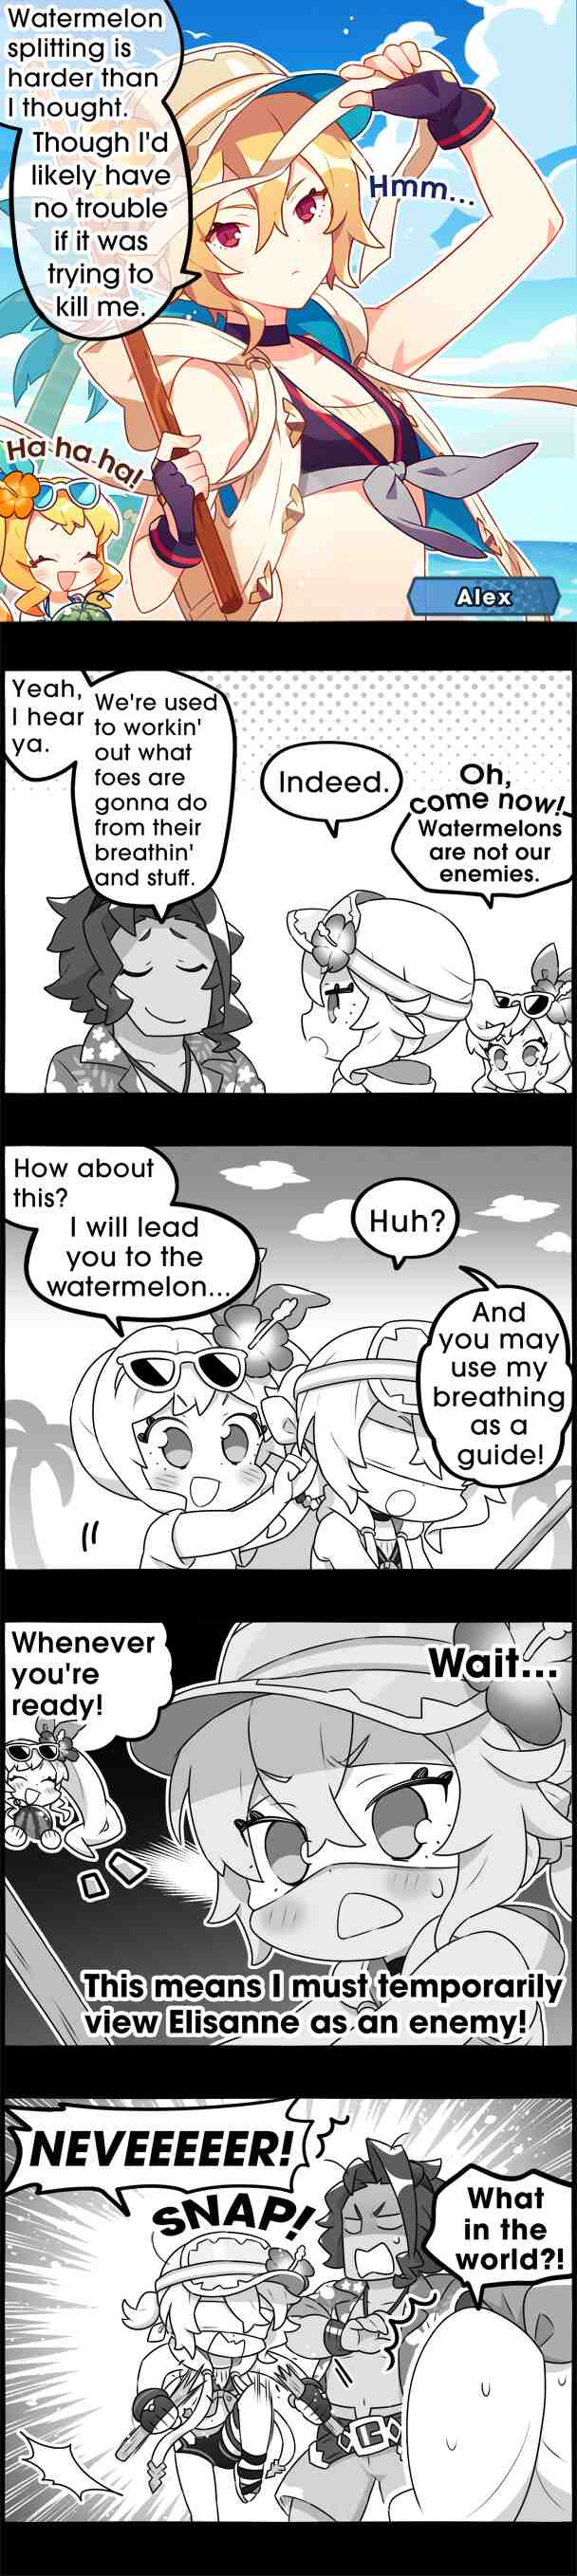 Watermelon
splitting is
harder than
I thought.
Though I'd
likely have
no trouble
if it was
trying to
kill me.
Hmm...
Ha ha ha!
Alex
Yeah,
I hear
ya.
We're used
to workin'
out what
foes are
gonna do
from their
breathin'
and stuff.
Indeed.
Oh,
come now!
Watermelons
are not our
enemies.
How about
this?
I will lead
you to the
watermelon...
Huh?
And
you may
use my
breathing
as a
guide!
Whenever
you're
ready!
Wait...
This means I must temporarily
view Elisanne as an enemy!
NEVEEEEER!
SNAP!
What
in the
world?!